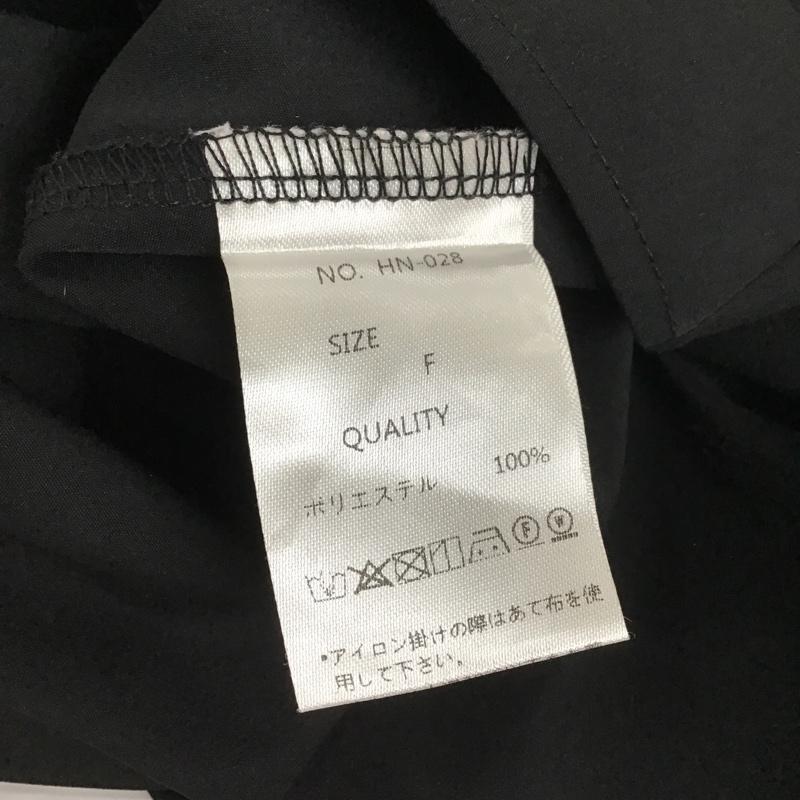 NO. HN-028
SIZE
F
QUALITY
ポリエステル 100%
F W
•アイロン掛けの際はあて布を使
用して下さい。